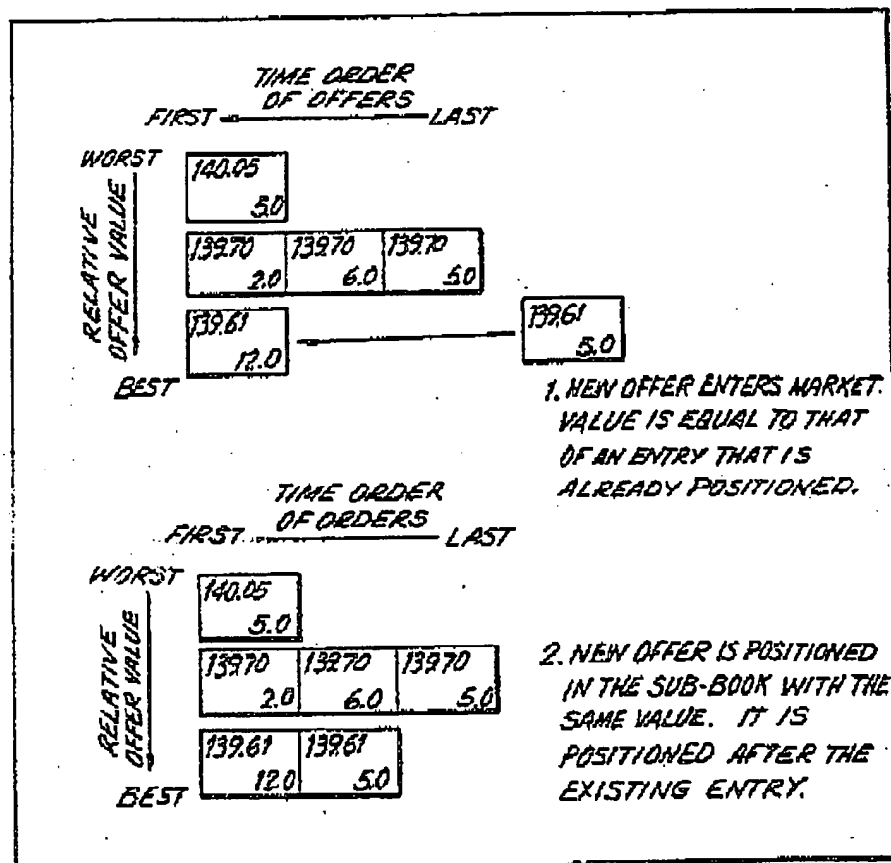 TIME ORDER
OF OFFERS
FIRST LAST
WORST
RELATIVE
OFFER VALUE
140.05
5.0
139.70 139.70 139.70
2.0 6.0 5.0
139.61 139.61
12.0 5.0
BEST
1. NEW OFFER ENTERS MARKET.
VALUE IS EQUAL TO THAT
OF AN ENTRY THAT IS
ALREADY POSITIONED.
TIME ORDER
OF ORDERS
FIRST LAST
WORST
RELATIVE
OFFER VALUE
140.05
5.0
139.70 139.70 139.70
2.0 6.0 5.0
139.61 139.61
12.0 5.0
BEST
2. NEW OFFER IS POSITIONED
IN THE SUB-BOOK WITH THE
SAME VALUE. IT IS
POSITIONED AFTER THE
EXISTING ENTRY.